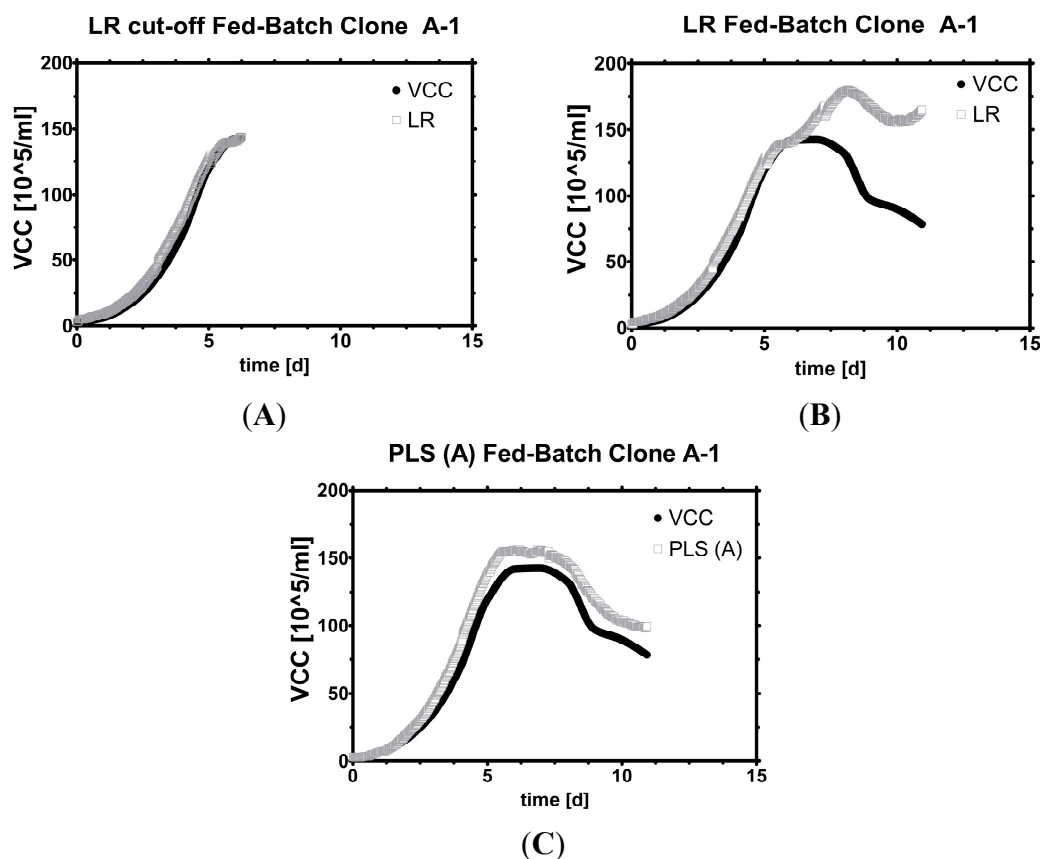 LR cut-off Fed-Batch Clone A-1
VCC [10^5/ml]
200
150
100
50
0
0 5 10 15
time [d]
VCC
LR
(A)
LR Fed-Batch Clone A-1
VCC [10^5/ml]
200
150
100
50
0
0 5 10 15
time [d]
VCC
LR
(B)
PLS (A) Fed-Batch Clone A-1
VCC [10^5/ml]
200
150
100
50
0
0 5 10 15
time [d]
VCC
PLS (A)
(C)